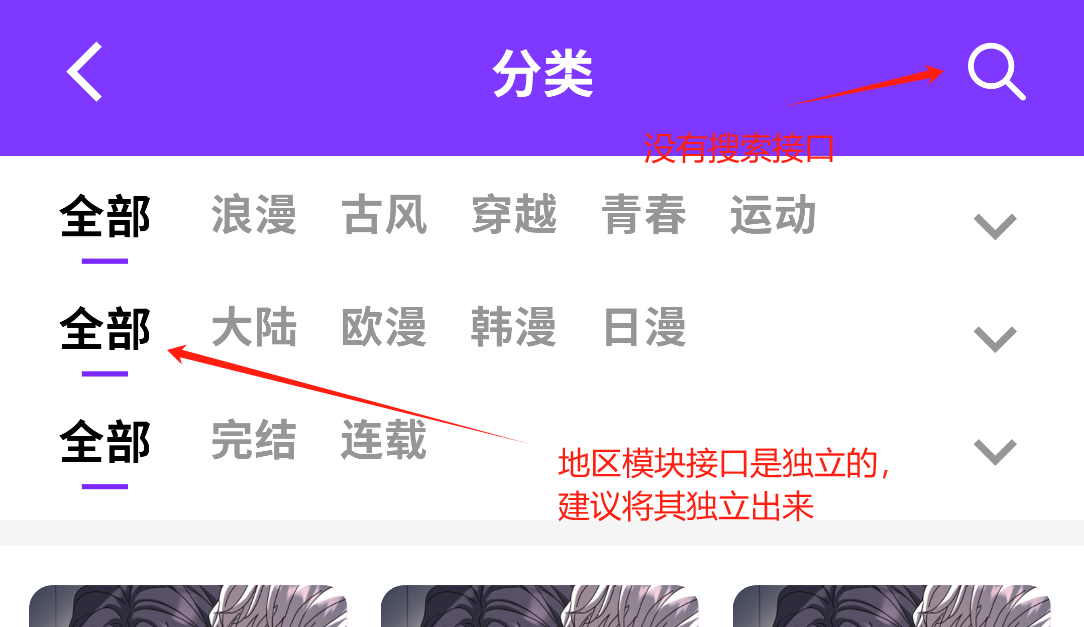 分类
没有搜索接口
全部 浪漫 古风 穿越 青春 运动
全部 大陆 欧漫 韩漫 日漫
全部 完结 连载
地区模块接口是独立的，
建议将其独立出来